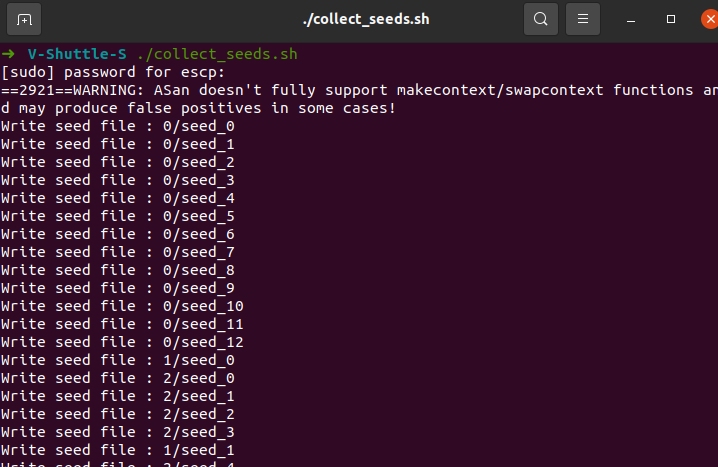 ./collect_seeds.sh
➜ V-Shuttle-S ./collect_seeds.sh
[sudo] password for escp:
==2921==WARNING: ASan doesn't fully support makecontext/swapcontext functions an
d may produce false positives in some cases!
Write seed file : 0/seed_0
Write seed file : 0/seed_1
Write seed file : 0/seed_2
Write seed file : 0/seed_3
Write seed file : 0/seed_4
Write seed file : 0/seed_5
Write seed file : 0/seed_6
Write seed file : 0/seed_7
Write seed file : 0/seed_8
Write seed file : 0/seed_9
Write seed file : 0/seed_10
Write seed file : 0/seed_11
Write seed file : 0/seed_12
Write seed file : 1/seed_0
Write seed file : 2/seed_0
Write seed file : 2/seed_1
Write seed file : 2/seed_2
Write seed file : 2/seed_3
Write seed file : 1/seed_1
Write seed file :